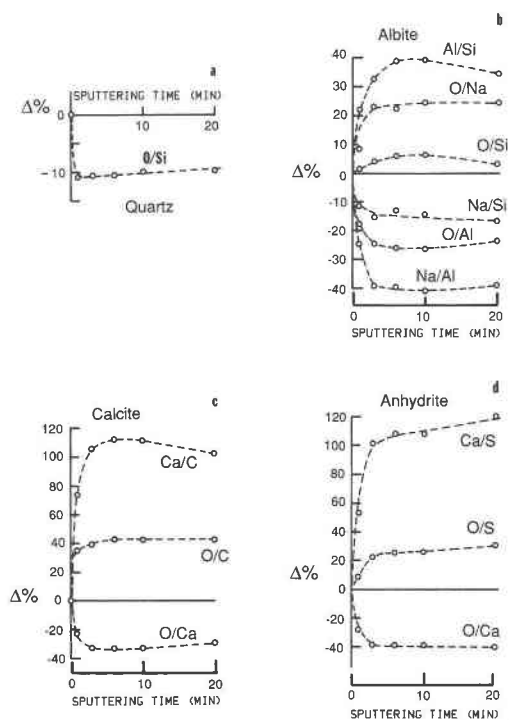 a
SPUTTERING TIME (MIN)
10 20
Δ%
0
O/Si
-10
Quartz
b
Albite
40
30
20
10
0
-10
-20
-30
-40
Δ%
Al/Si
O/Na
O/Si
Na/Si
O/Al
Na/Al
0 10 20
SPUTTERING TIME (MIN)
c
Calcite
120
100
80
60
40
20
0
-20
-40
Δ%
Ca/C
O/C
O/Ca
0 10 20
SPUTTERING TIME (MIN)
d
Anhydrite
120
100
80
60
40
20
0
-20
-40
Δ%
Ca/S
O/S
O/Ca
0 10 20
SPUTTERING TIME (MIN)